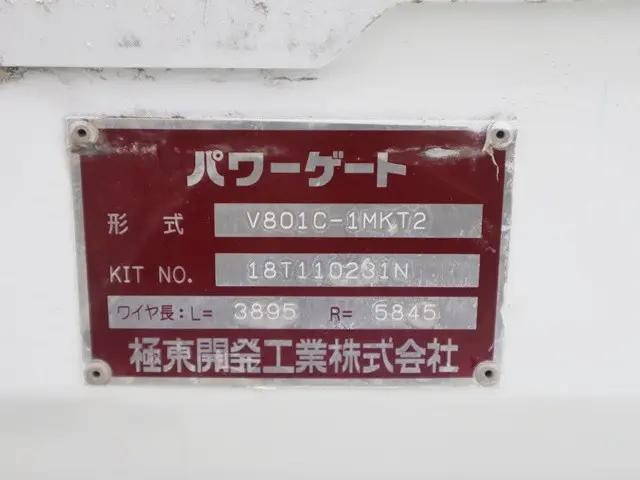 パワーゲート
形 式 V801C-1MKT2
KIT NO. 18T110231N
ワイヤ長:L= 3895 R= 5845
極東開発工業株式会社